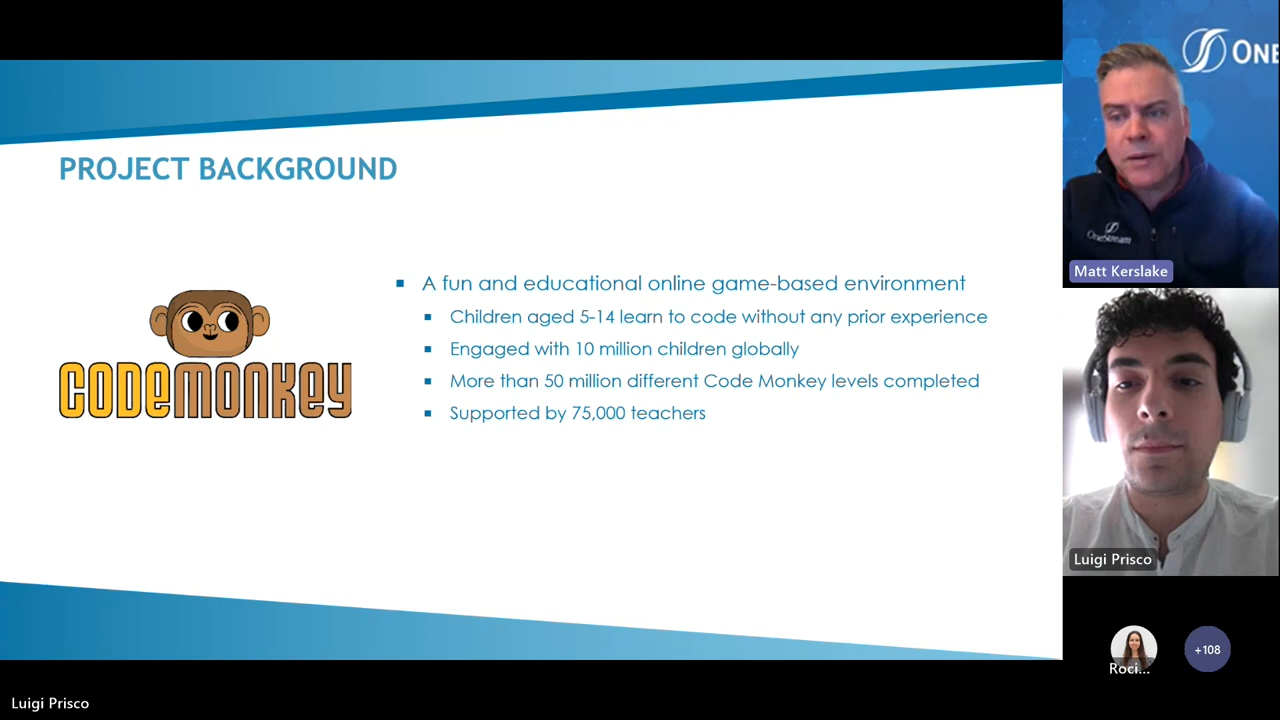 PROJECT BACKGROUND
CODEMONKEY
A fun and educational online game-based environment
Children aged 5-14 learn to code without any prior experience
Engaged with 10 million children globally
More than 50 million different Code Monkey levels completed
Supported by 75,000 teachers
ONE
OneStream
Matt Kerslake
Luigi Prisco
Roci...
+108
Luigi Prisco